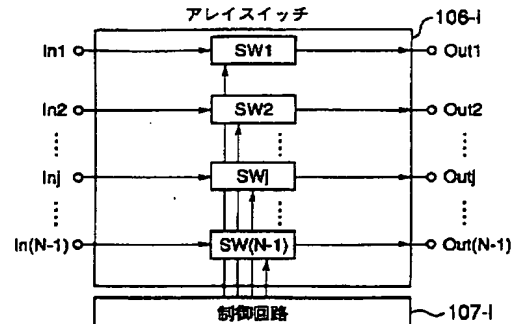 アレイスイッチ
106-i
In1 SW1 Out1
In2 SW2 Out2
Inj SWj Outj
In(N-1) SW(N-1) Out(N-1)
制御回路
107-i